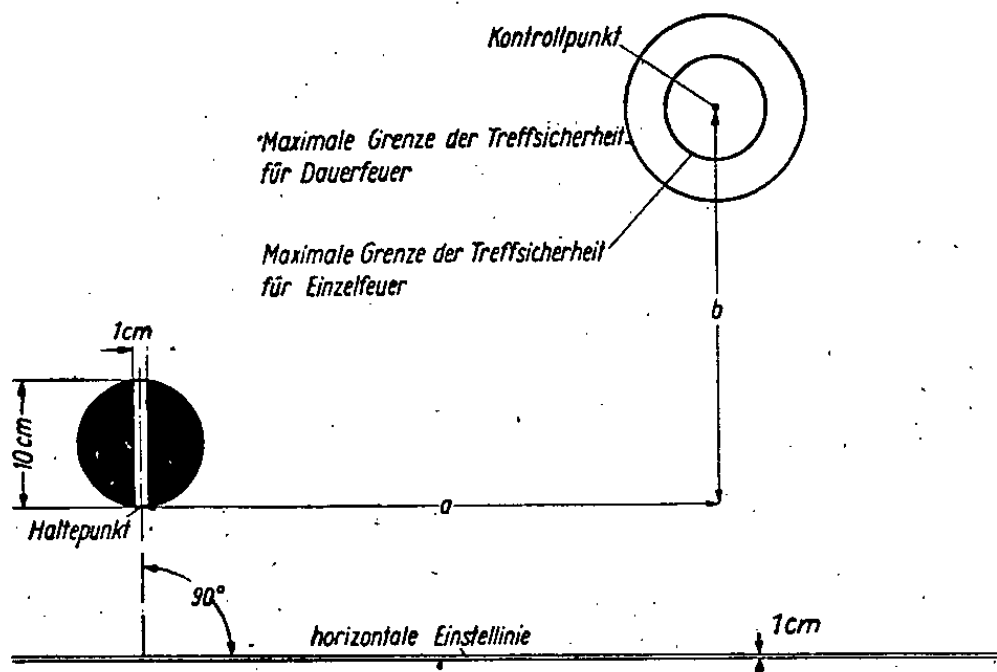 Kontrollpunkt
Maximale Grenze der Treffsicherheit
für Dauerfeuer
Maximale Grenze der Treffsicherheit
für Einzelfeuer
b
1cm
10cm
a
Haltepunkt
90°
horizontale Einstellinie
1cm